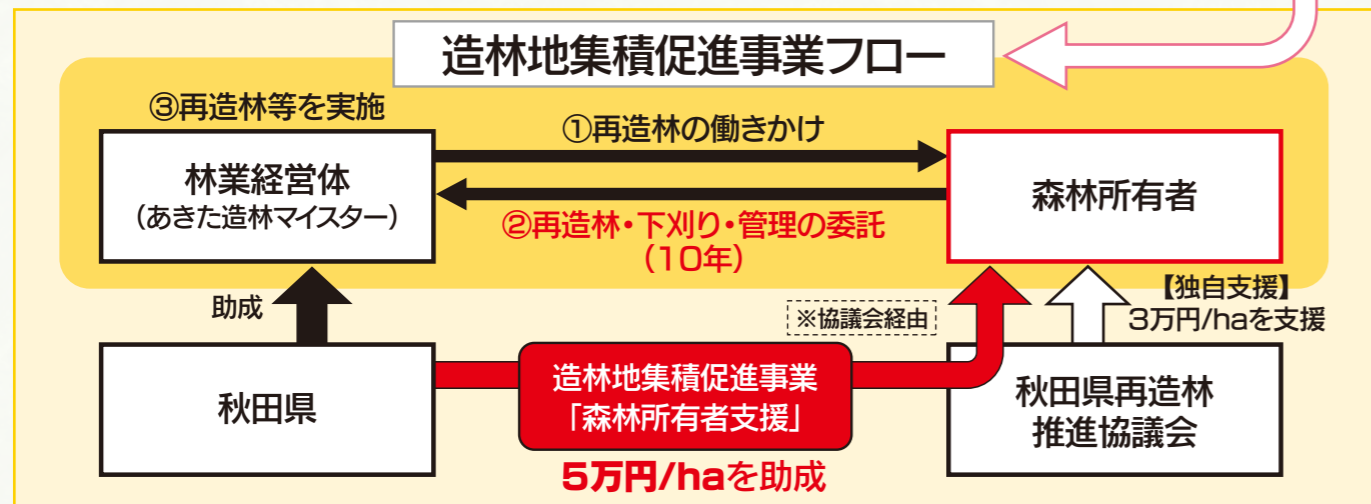 造林地集積促進事業フロー
③再造林等を実施
林業経営体
(あきた造林マイスター)
①再造林の働きかけ
②再造林・下刈り・管理の委託
(10年)
森林所有者
助成
※協議会経由
【独自支援】
3万円/haを支援
秋田県
造林地集積促進事業
「森林所有者支援」
5万円/haを助成
秋田県再造林
推進協議会